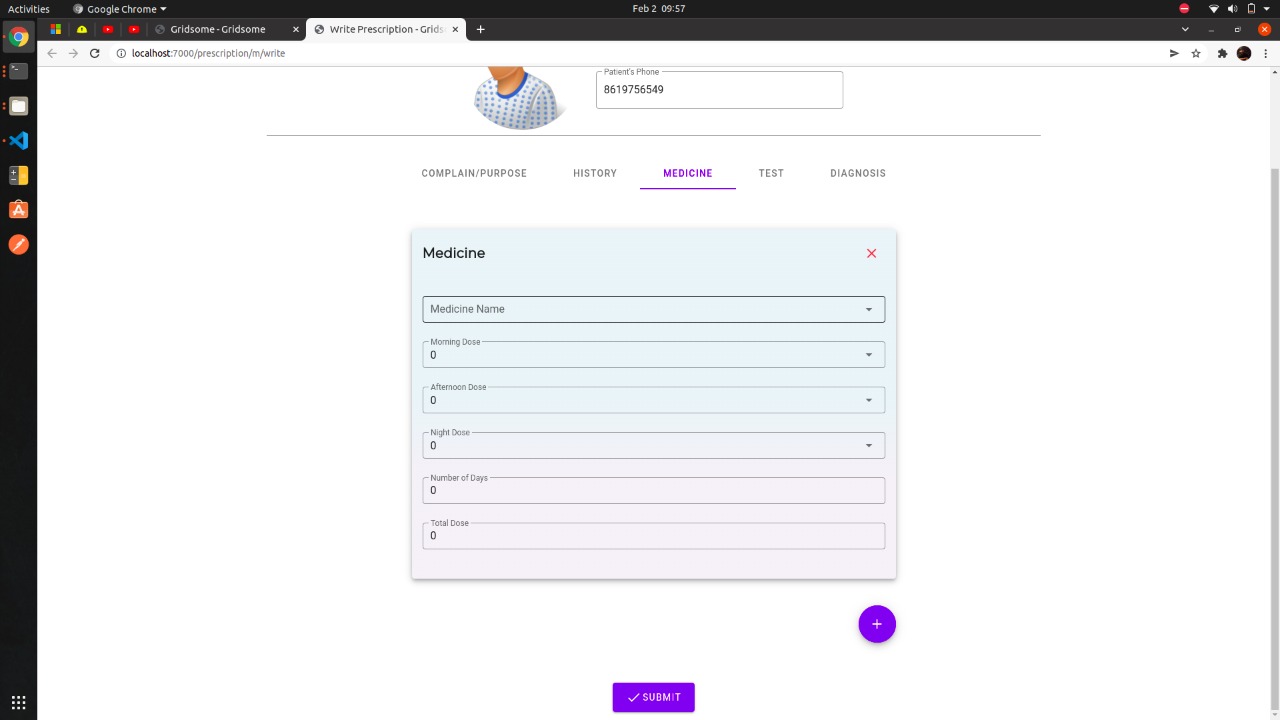 Activities Google Chrome Feb 2 09:57
Gridsome - Gridsome Write Prescription - Grids
localhost:7000/prescription/m/write
Patient's Phone
8619756549
COMPLAIN/PURPOSE HISTORY MEDICINE TEST DIAGNOSIS
Medicine
Medicine Name
Morning Dose
0
Afternoon Dose
0
Night Dose
0
Number of Days
0
Total Dose
0
+
SUBMIT